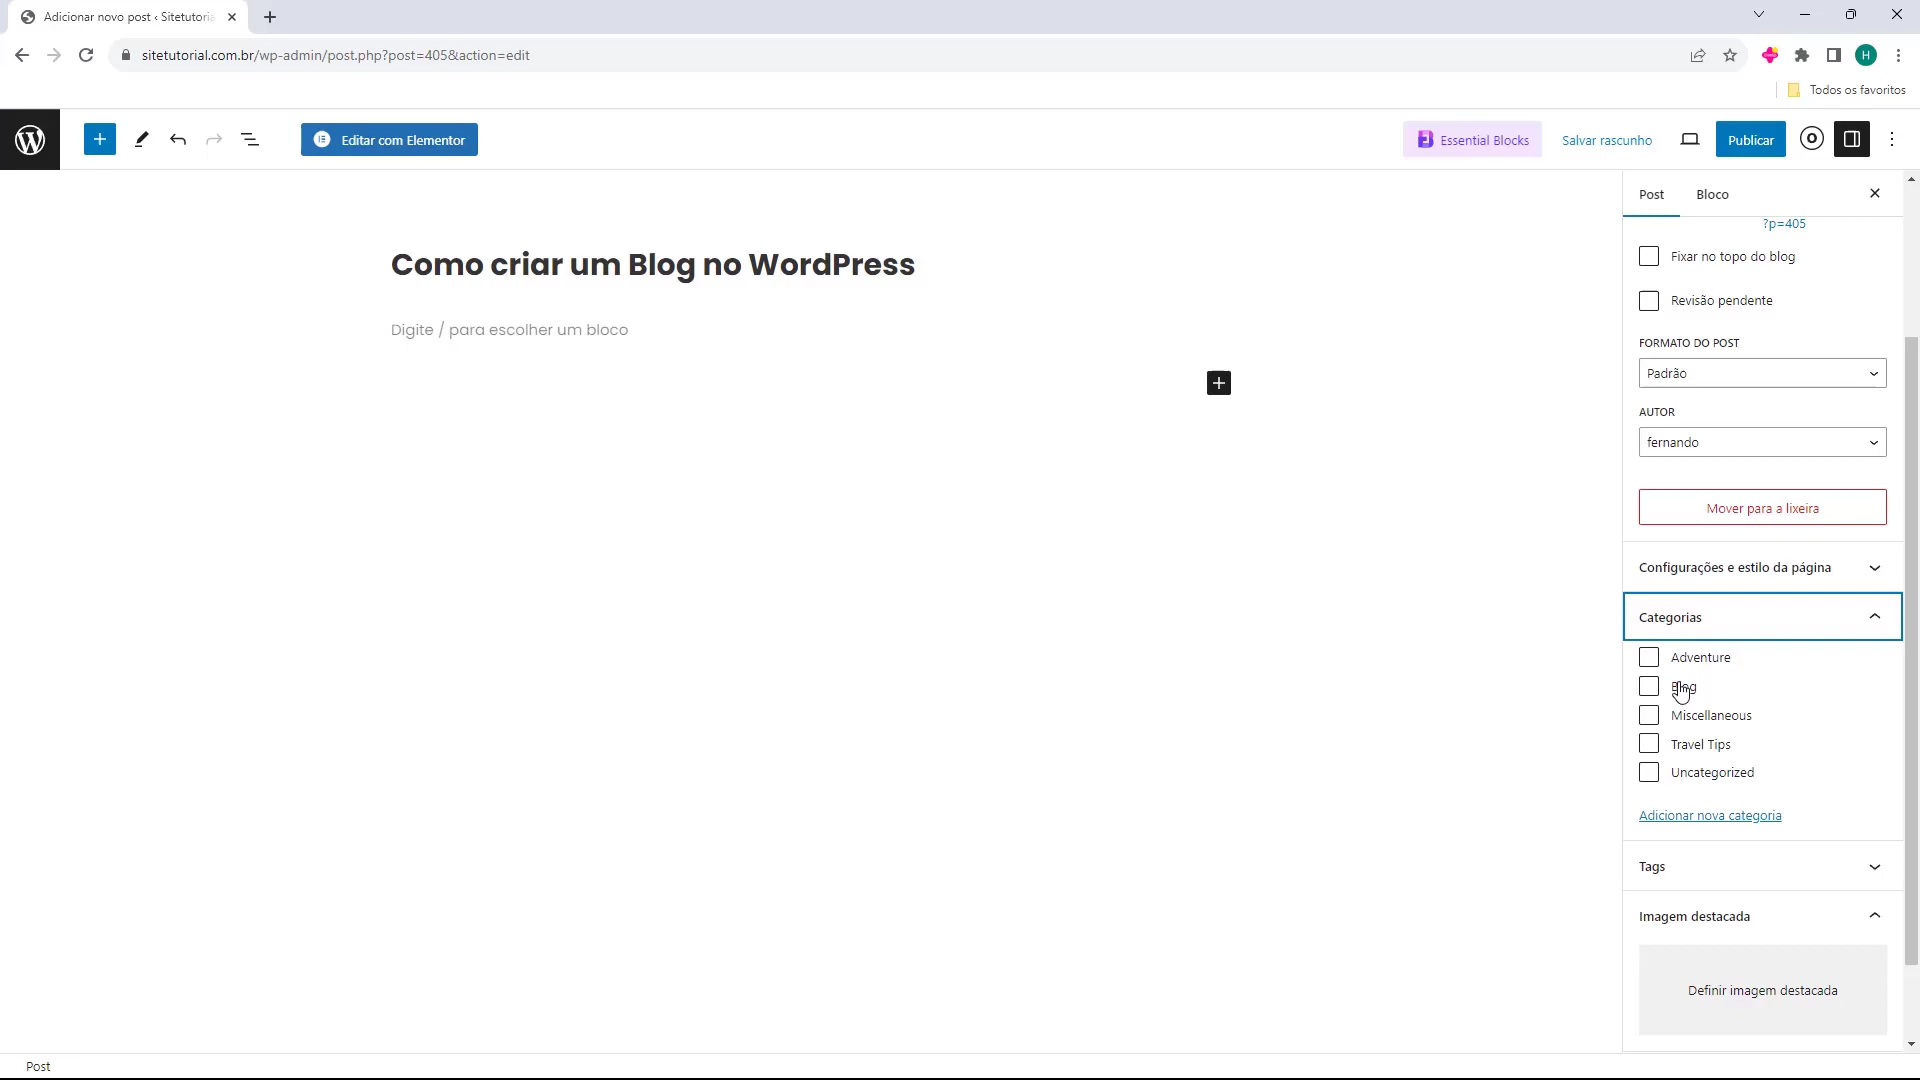 Adicionar novo post ‹ Sitetutoria
sitetutorial.com.br/wp-admin/post.php?post=405&action=edit
H
Todos os favoritos
Editar com Elementor
Essential Blocks
Salvar rascunho
Publicar
Post
Bloco
?p=405
Como criar um Blog no WordPress
Fixar no topo do blog
Digite / para escolher um bloco
Revisão pendente
FORMATO DO POST
Padrão
AUTOR
fernando
Mover para a lixeira
Configurações e estilo da página
Categorias
Adventure
Blog
Miscellaneous
Travel Tips
Uncategorized
Adicionar nova categoria
Tags
Imagem destacada
Definir imagem destacada
Post